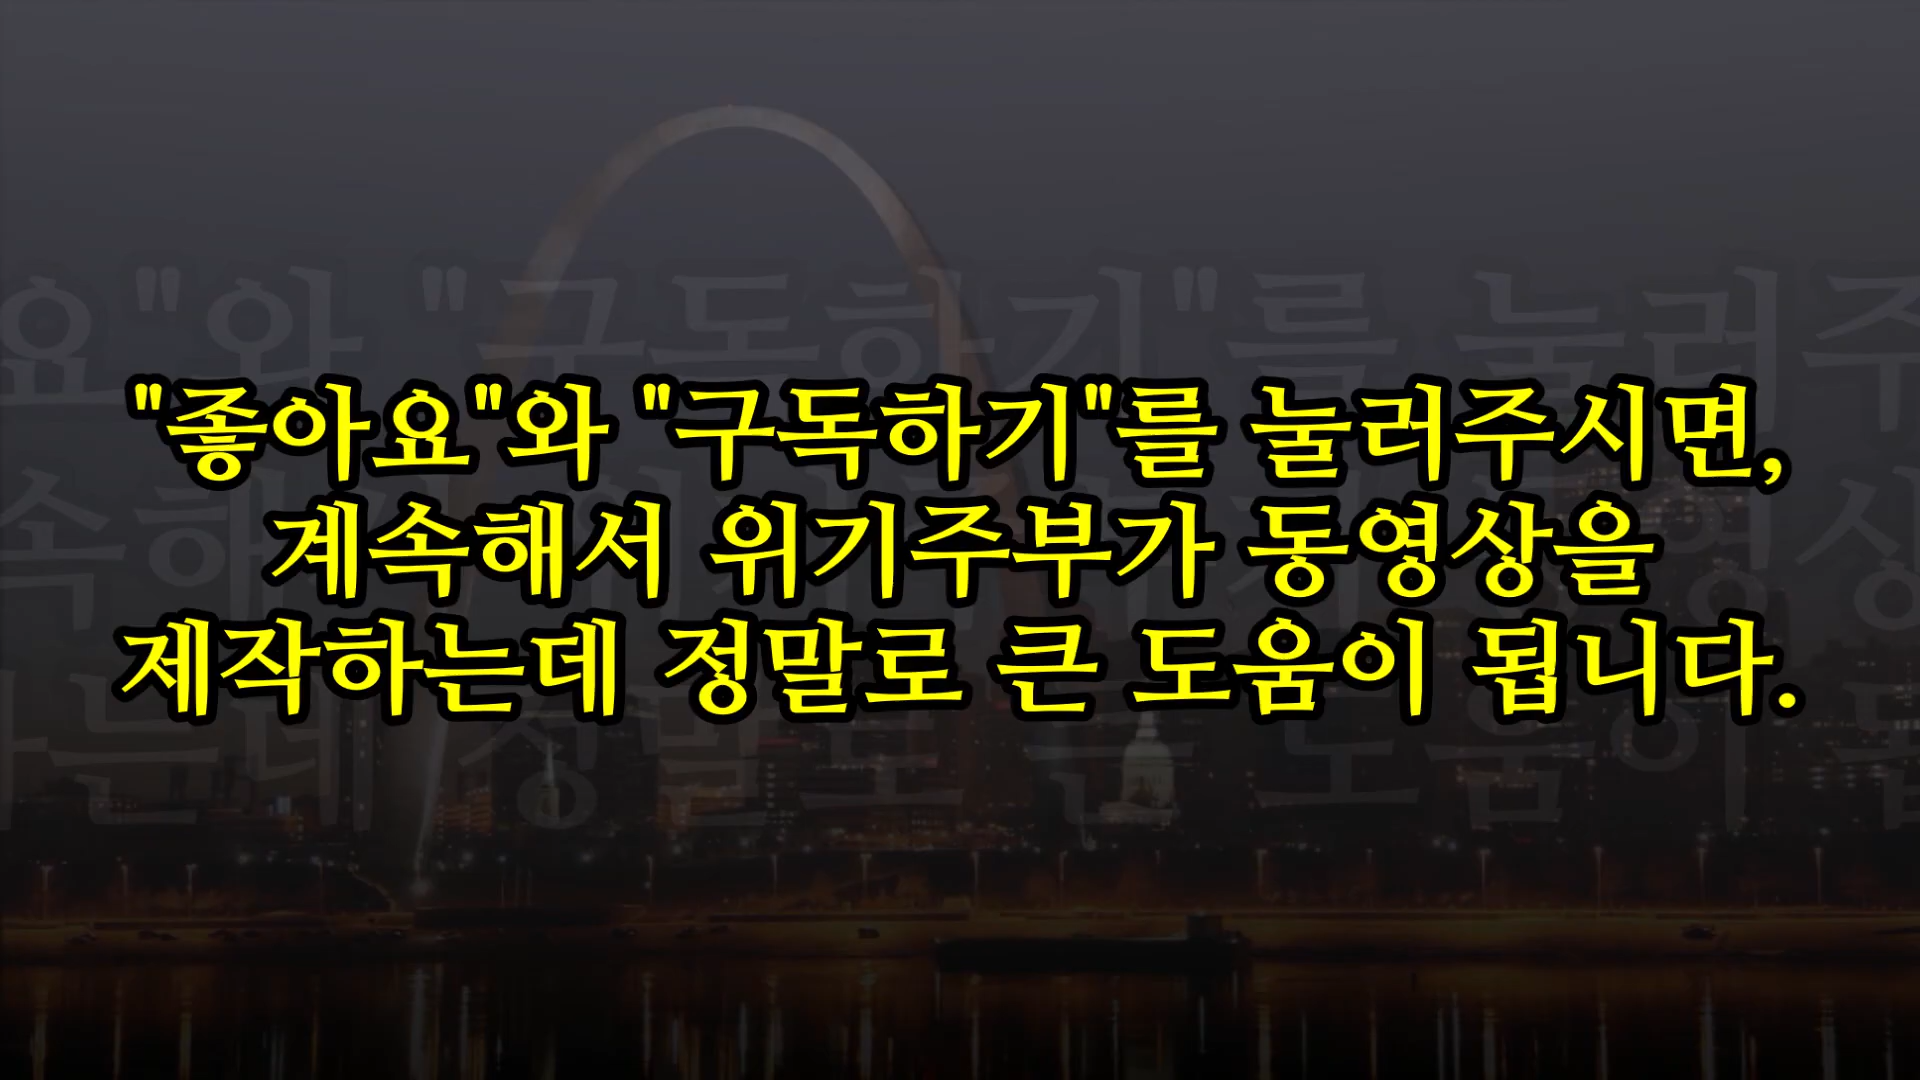 "좋아요"와 "구독하기"를 눌러주시면,
계속해서 위기주부가 동영상을
제작하는데 정말로 큰 도움이 됩니다.